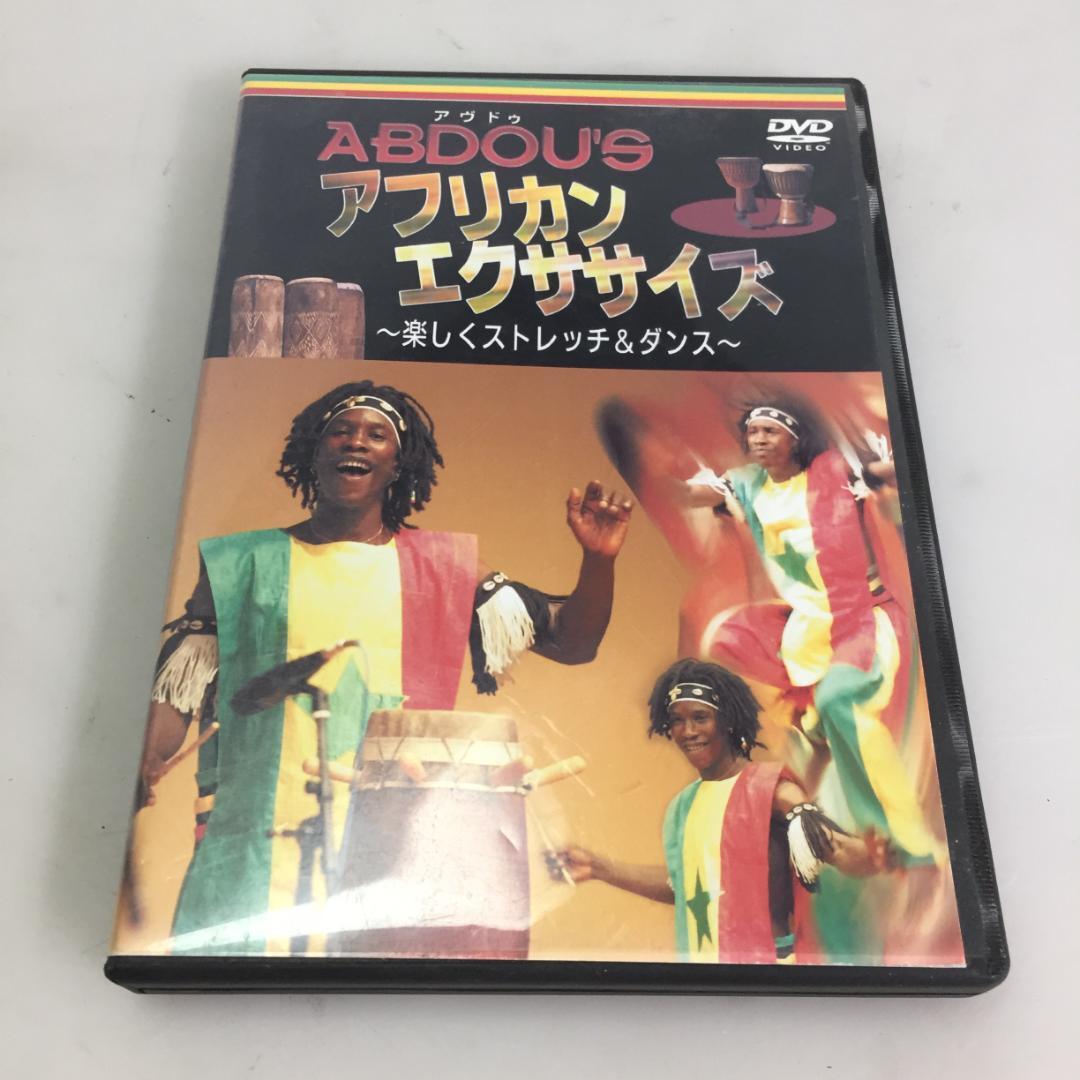 アヴドゥ
ABDOU'S
DVD
VIDEO
アフリカン
エクササイズ
～楽しくストレッチ＆ダンス～